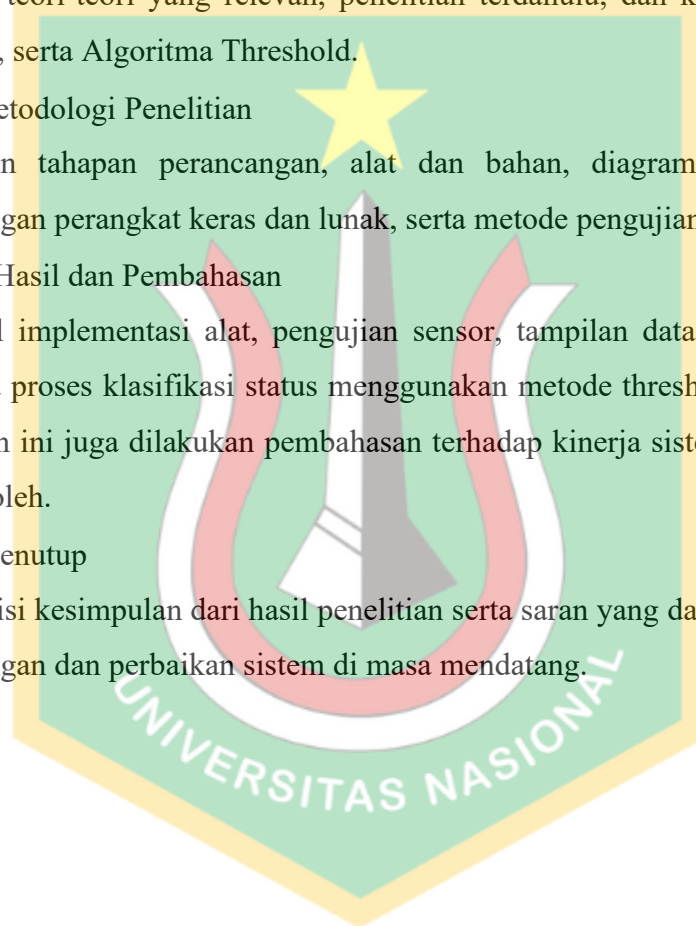 teori-teori yang relevan, penelitian terdahulu, dan k
, serta Algoritma Threshold.
etodologi Penelitian
n tahapan perancangan, alat dan bahan, diagram
gan perangkat keras dan lunak, serta metode pengujian
Hasil dan Pembahasan
l implementasi alat, pengujian sensor, tampilan data
proses klasifikasi status menggunakan metode thresh
n ini juga dilakukan pembahasan terhadap kinerja siste
oleh.
enutup
isi kesimpulan dari hasil penelitian serta saran yang da
gan dan perbaikan sistem di masa mendatang.
UNIVERSITAS NASIONAL